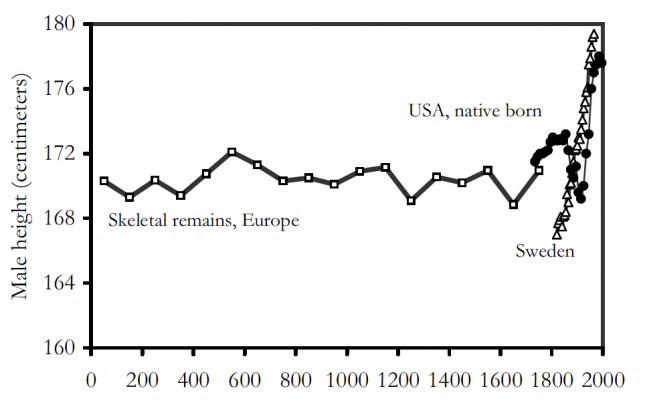 180
176
172
168
164
160
Male height (centimeters)
USA, native born
Skeletal remains, Europe
Sweden
0 200 400 600 800 1000 1200 1400 1600 1800 2000